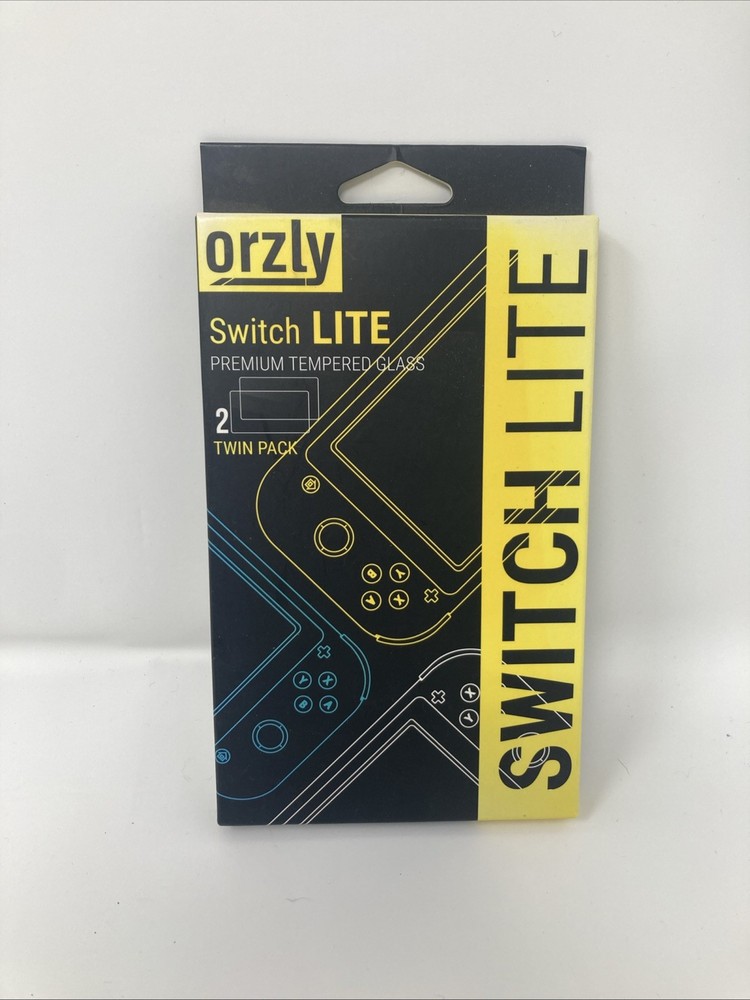 orzly
Switch LITE
PREMIUM TEMPERED GLASS
2
TWIN PACK
SWITCH LITE
B Y
Y X
Y X
B A
X
Y